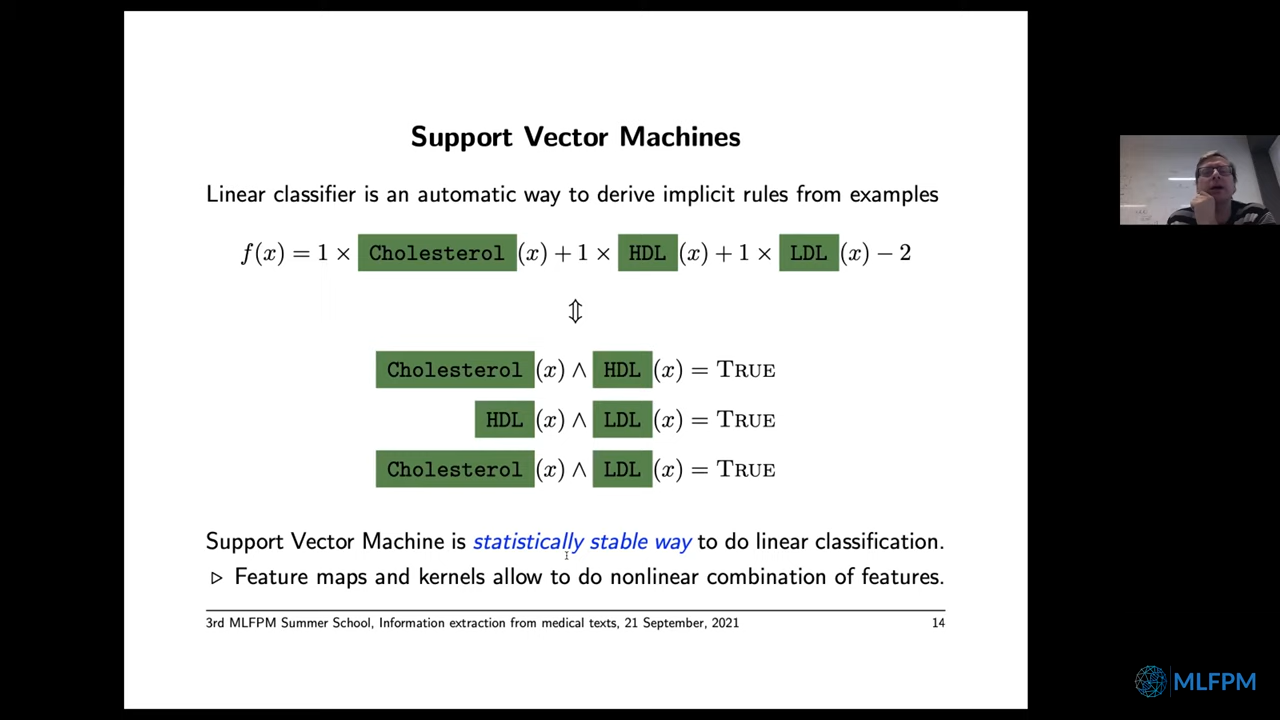 Support Vector Machines
Linear classifier is an automatic way to derive implicit rules from examples
f(x) = 1 × Cholesterol (x) + 1 × HDL (x) + 1 × LDL (x) − 2
⇕
Cholesterol (x) ∧ HDL (x) = TRUE
HDL (x) ∧ LDL (x) = TRUE
Cholesterol (x) ∧ LDL (x) = TRUE
Support Vector Machine is statistically stable way to do linear classification.
▷ Feature maps and kernels allow to do nonlinear combination of features.
3rd MLFPM Summer School, Information extraction from medical texts, 21 September, 2021 14
MLFPM